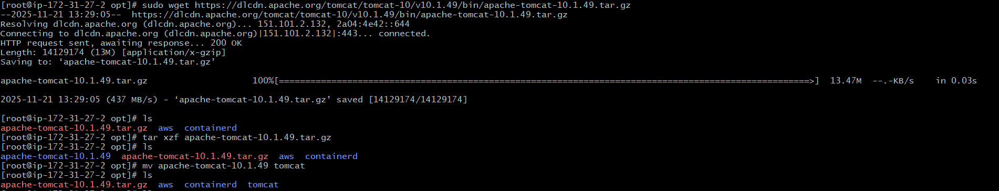 [root@ip-172-31-27-2 opt]# sudo wget https://dlcdn.apache.org/tomcat/tomcat-10/v10.1.49/bin/apache-tomcat-10.1.49.tar.gz
--2025-11-21 13:29:05--  https://dlcdn.apache.org/tomcat/tomcat-10/v10.1.49/bin/apache-tomcat-10.1.49.tar.gz
Resolving dlcdn.apache.org (dlcdn.apache.org)... 151.101.2.132, 2a04:4e42::644
Connecting to dlcdn.apache.org (dlcdn.apache.org)|151.101.2.132|:443... connected.
HTTP request sent, awaiting response... 200 OK
Length: 14129174 (13M) [application/x-gzip]
Saving to: ‘apache-tomcat-10.1.49.tar.gz’
apache-tomcat-10.1.49.tar.gz                    100%[=====================================================================================================>]  13.47M  --.-KB/s    in 0.03s
2025-11-21 13:29:05 (437 MB/s) - ‘apache-tomcat-10.1.49.tar.gz’ saved [14129174/14129174]
[root@ip-172-31-27-2 opt]# ls
apache-tomcat-10.1.49.tar.gz  aws  containerd
[root@ip-172-31-27-2 opt]# tar xzf apache-tomcat-10.1.49.tar.gz
[root@ip-172-31-27-2 opt]# ls
apache-tomcat-10.1.49  apache-tomcat-10.1.49.tar.gz  aws  containerd
[root@ip-172-31-27-2 opt]# mv apache-tomcat-10.1.49 tomcat
[root@ip-172-31-27-2 opt]# ls
apache-tomcat-10.1.49.tar.gz  aws  containerd  tomcat